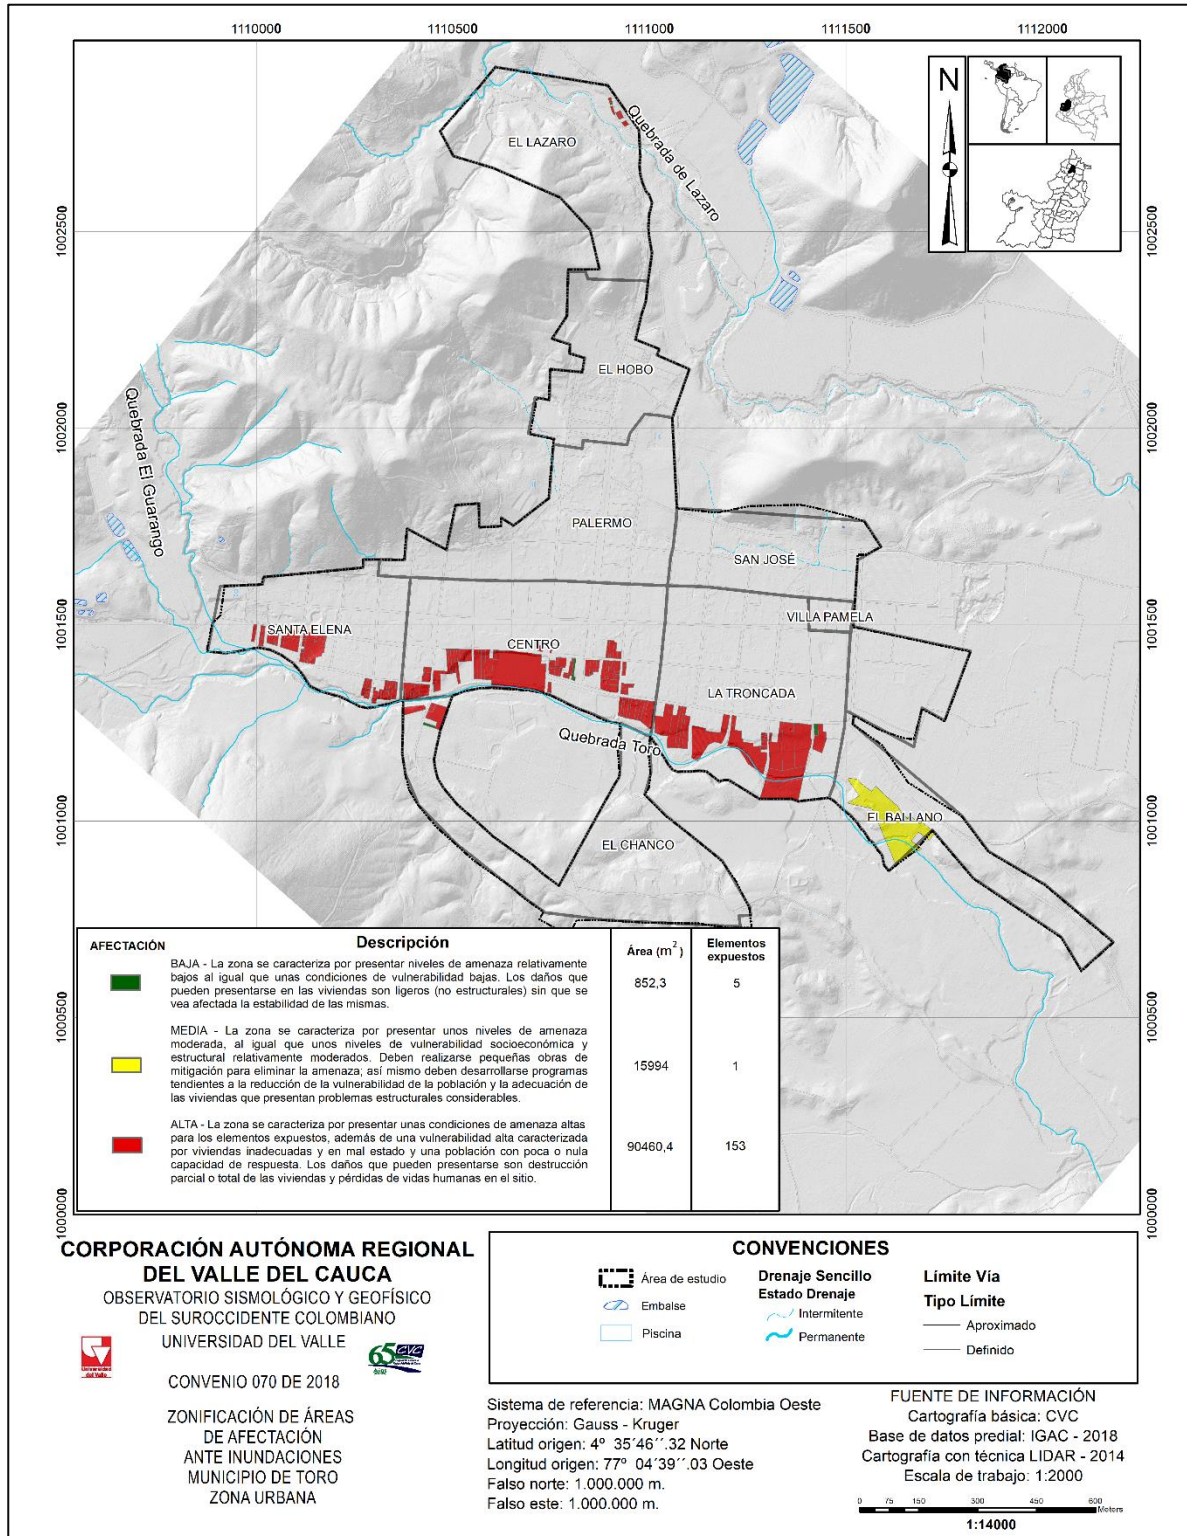 1110000 1110500 1111000 1111500 1112000
N
EL LAZARO
Quebrada de Lazaro
1002500 1002500
EL HOBO
Quebrada El Guarango
1002000 1002000
PALERMO
SAN JOSÉ
1001500 1001500
VILLA PAMELA
SANTA ELENA
CENTRO
LA TRONCADA
Quebrada Toro
1001000 1001000
EL BALLANO
EL CHANCO
AFECTACIÓN Descripción Área (m²) Elementos
expuestos
BAJA - La zona se caracteriza por presentar niveles de amenaza relativamente
bajos al igual que unas condiciones de vulnerabilidad bajas. Los daños que
pueden presentarse en las viviendas son ligeros (no estructurales) sin que se
vea afectada la estabilidad de las mismas.
852,3 5
1000500 1000500
MEDIA - La zona se caracteriza por presentar unos niveles de amenaza
moderada, al igual que unos niveles de vulnerabilidad socioeconómica y
estructural relativamente moderados. Deben realizarse pequeñas obras de
mitigación para eliminar la amenaza; así mismo deben desarrollarse programas
tendientes a la reducción de la vulnerabilidad de la población y la adecuación de
las viviendas que presentan problemas estructurales considerables.
15994 1
ALTA - La zona se caracteriza por presentar unas condiciones de amenaza altas
para los elementos expuestos, además de una vulnerabilidad alta caracterizada
por viviendas inadecuadas y en mal estado y una población con poca o nula
capacidad de respuesta. Los daños que pueden presentarse son destrucción
parcial o total de las viviendas y pérdidas de vidas humanas en el sitio.
90460,4 153
1000000 1000000
CORPORACIÓN AUTÓNOMA REGIONAL
DEL VALLE DEL CAUCA
OBSERVATORIO SISMOLÓGICO Y GEOFÍSICO
DEL SUROCCIDENTE COLOMBIANO
UNIVERSIDAD DEL VALLE
Universidad
del Valle
65 CVC
CONVENIO 070 DE 2018
ZONIFICACIÓN DE ÁREAS
DE AFECTACIÓN
ANTE INUNDACIONES
MUNICIPIO DE TORO
ZONA URBANA
CONVENCIONES
Área de estudio
Embalse
Piscina
Drenaje Sencillo
Estado Drenaje
Intermitente
Permanente
Límite Vía
Tipo Límite
Aproximado
Definido
Sistema de referencia: MAGNA Colombia Oeste
Proyección: Gauss - Kruger
Latitud origen: 4º 35´46´´.32 Norte
Longitud origen: 77º 04´39´´.03 Oeste
Falso norte: 1.000.000 m.
Falso este: 1.000.000 m.
FUENTE DE INFORMACIÓN
Cartografía básica: CVC
Base de datos predial: IGAC - 2018
Cartografía con técnica LIDAR - 2014
Escala de trabajo: 1:2000
0 75 150 300 450 600
Meters
1:14000